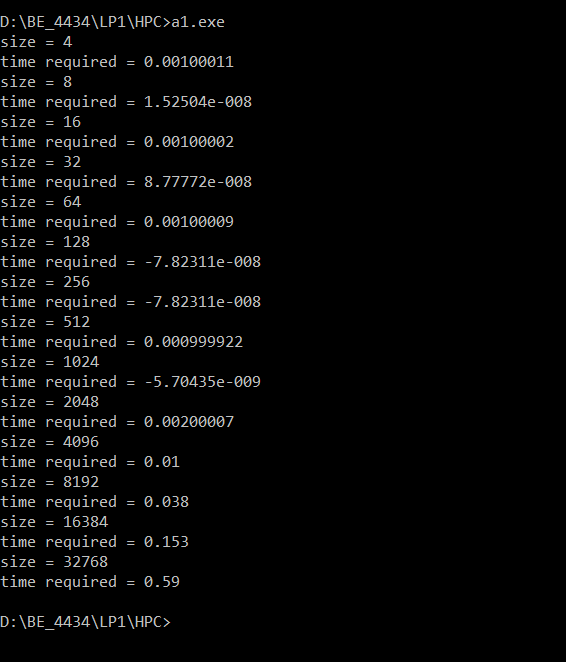 D:\BE_4434\LP1\HPC>a1.exe
size = 4
time required = 0.00100011
size = 8
time required = 1.52504e-008
size = 16
time required = 0.00100002
size = 32
time required = 8.77772e-008
size = 64
time required = 0.00100009
size = 128
time required = -7.82311e-008
size = 256
time required = -7.82311e-008
size = 512
time required = 0.000999922
size = 1024
time required = -5.70435e-009
size = 2048
time required = 0.00200007
size = 4096
time required = 0.01
size = 8192
time required = 0.038
size = 16384
time required = 0.153
size = 32768
time required = 0.59
D:\BE_4434\LP1\HPC>